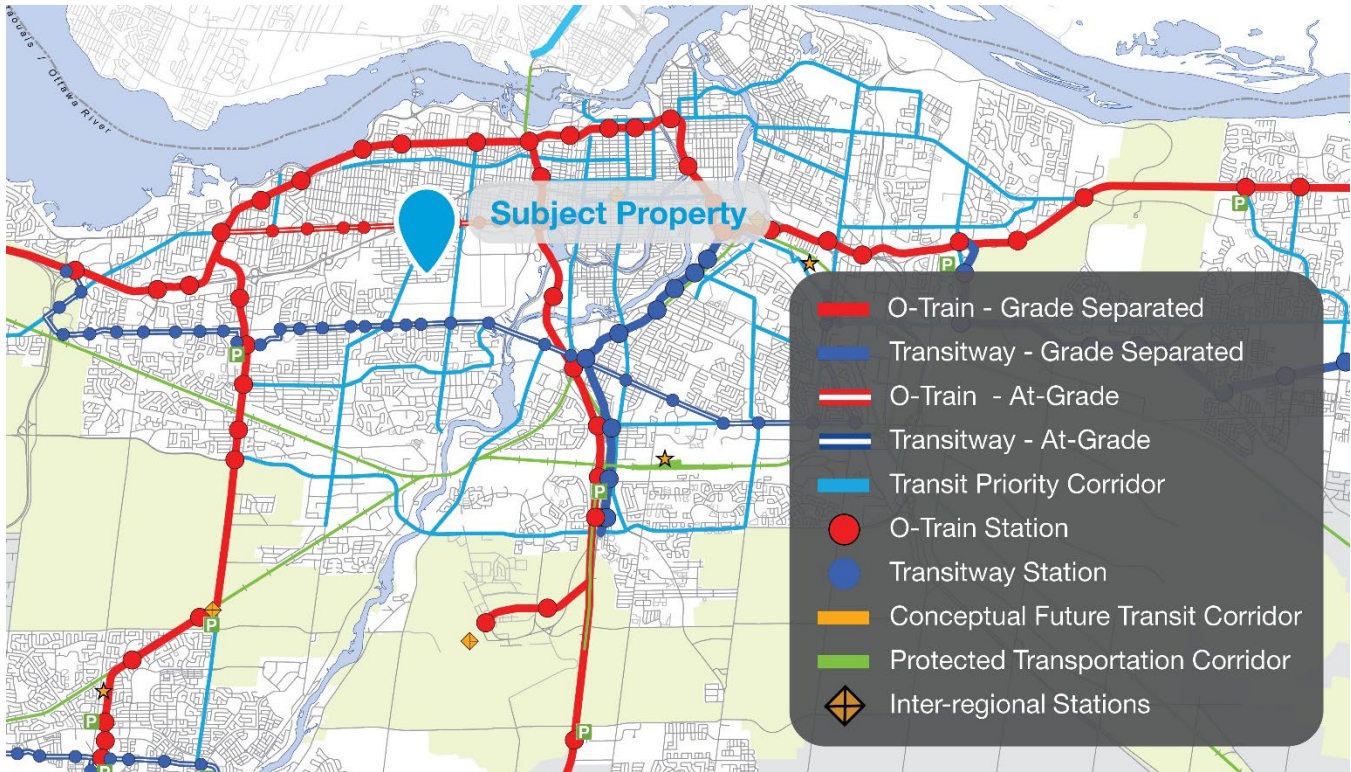 Outaouais / Ottawa River
Subject Property
O-Train - Grade Separated
Transitway - Grade Separated
O-Train - At-Grade
Transitway - At-Grade
Transit Priority Corridor
O-Train Station
Transitway Station
Conceptual Future Transit Corridor
Protected Transportation Corridor
Inter-regional Stations
P
P
P
P
P
P
P
P
P